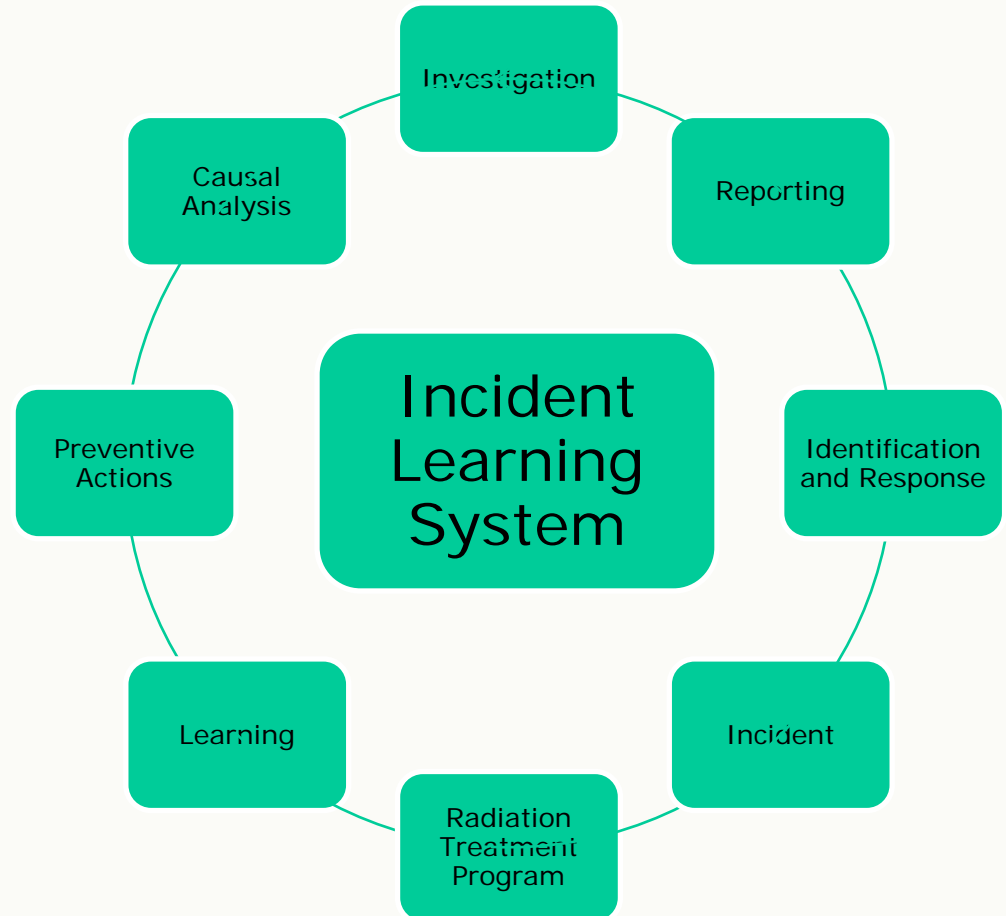 Investigation
Causal
Analysis
Reporting
Incident
Learning
System
Preventive
Actions
Identification
and Response
Learning
Incident
Radiation
Treatment
Program